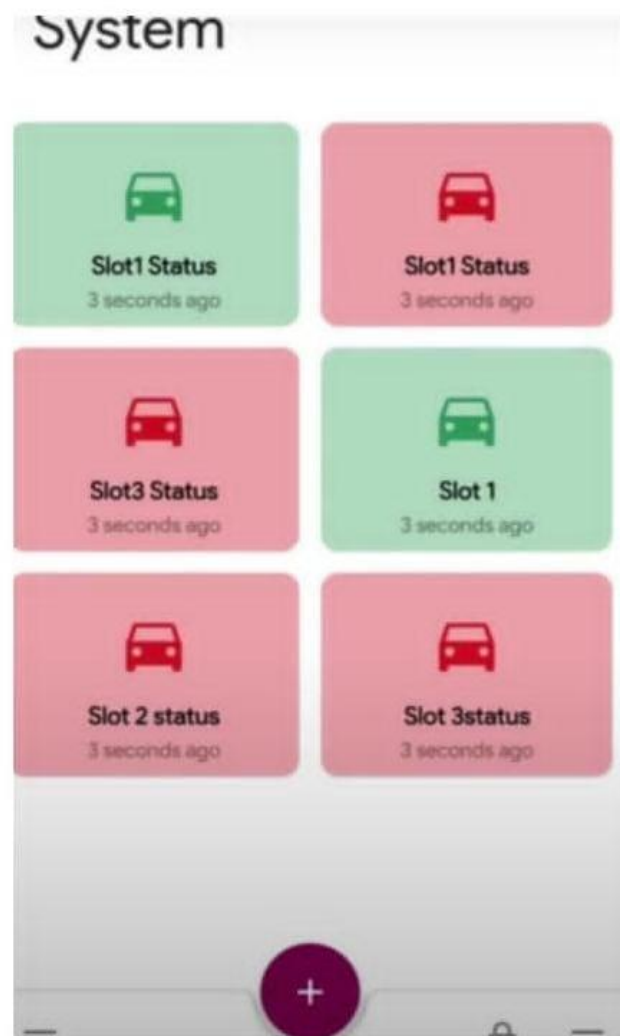 System
Slot1 Status
3 seconds ago
Slot1 Status
3 seconds ago
Slot3 Status
3 seconds ago
Slot 1
3 seconds ago
Slot 2 status
3 seconds ago
Slot 3status
3 seconds ago
+